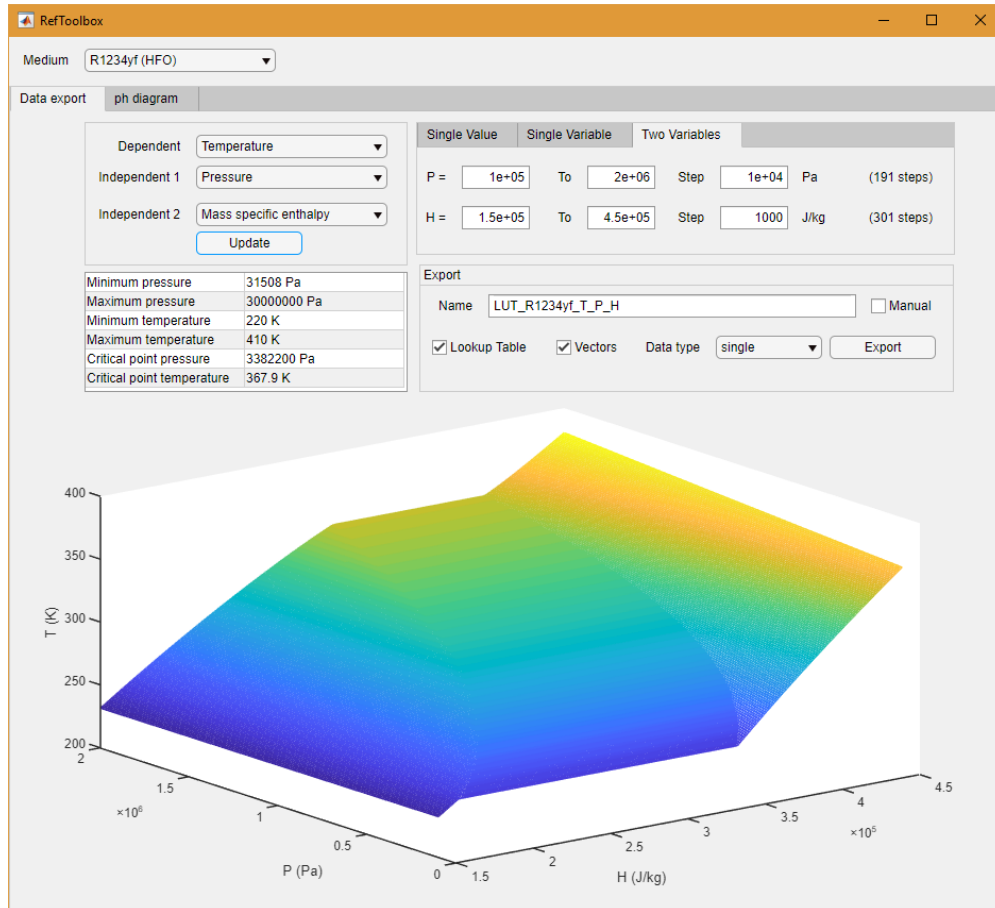 RefToolbox
Medium R1234yf (HFO)
Data export ph diagram
Dependent Temperature
Independent 1 Pressure
Independent 2 Mass specific enthalpy
Update
Single Value Single Variable Two Variables
P = 1e+05 To 2e+06 Step 1e+04 Pa (191 steps)
H = 1.5e+05 To 4.5e+05 Step 1000 J/kg (301 steps)
Minimum pressure 31508 Pa
Maximum pressure 30000000 Pa
Minimum temperature 220 K
Maximum temperature 410 K
Critical point pressure 3382200 Pa
Critical point temperature 367.9 K
Export
Name LUT_R1234yf_T_P_H Manual
Lookup Table Vectors Data type single Export
400
350
300
250
200
T (K)
2
1.5
1
0.5
0
×10⁶
P (Pa)
1.5
2
2.5
3
3.5
4
4.5
×10⁵
H (J/kg)